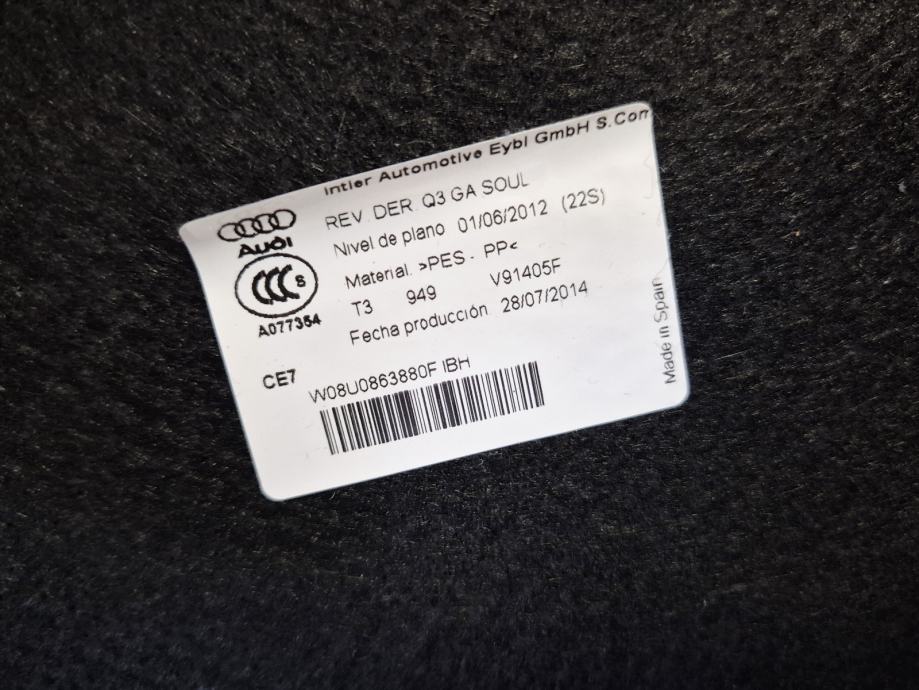 Intier Automotive Eybl GmbH S.Com
Audi
REV. DER. Q3 GA SOUL
Nivel de plano 01/06/2012 (22S)
Material. >PES - PP<
CCC S
A077354
T3 949 V91405F
Fecha producción 28/07/2014
CE7
W08U0863880F IBH
Made in Spain